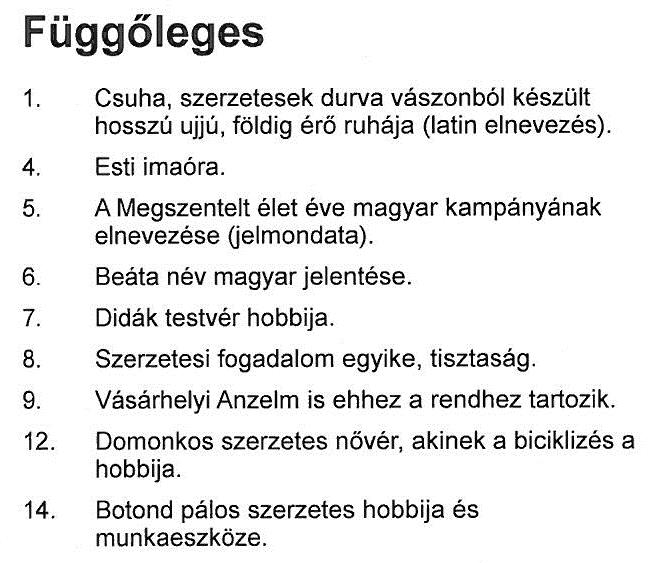 Függőleges
1. Csuha, szerzetesek durva vászonból készült
hosszú ujjú, földig érő ruhája (latin elnevezés).
4. Esti imaóra.
5. A Megszentelt élet éve magyar kampányának
elnevezése (jelmondata).
6. Beáta név magyar jelentése.
7. Didák testvér hobbija.
8. Szerzetesi fogadalom egyike, tisztaság.
9. Vásárhelyi Anzelm is ehhez a rendhez tartozik.
12. Domonkos szerzetes nővér, akinek a biciklizés a
hobbija.
14. Botond pálos szerzetes hobbija és
munkaeszköze.